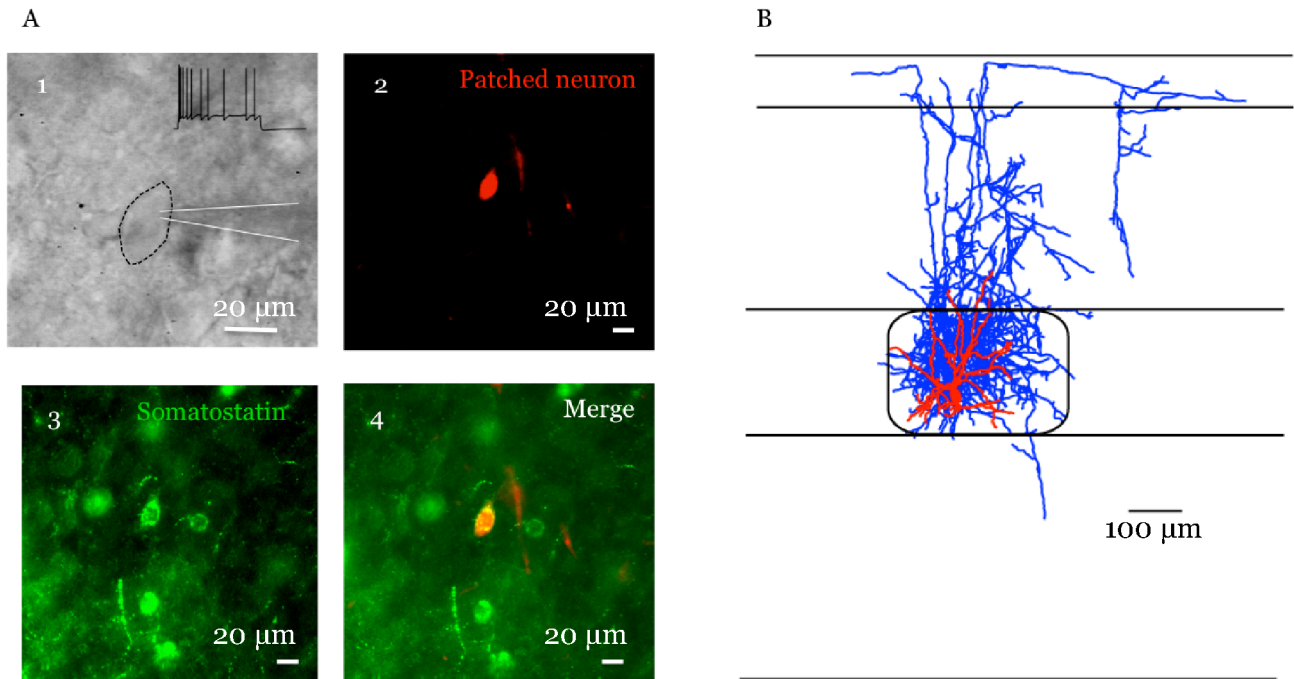 A
B
1
20 µm
2
Patched neuron
20 µm
3
Somatostatin
20 µm
4
Merge
20 µm
100 µm